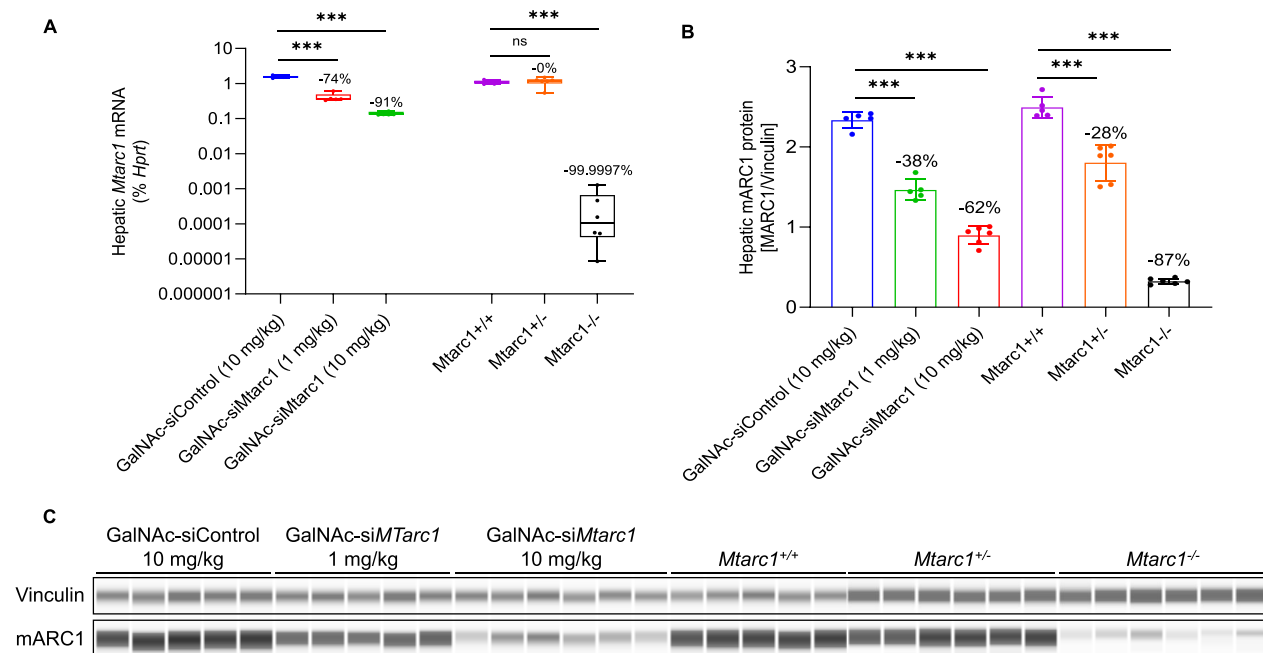 A
***
***
***
ns
10
1
0.1
0.01
0.001
0.0001
0.00001
0.000001
-74%
-91%
-0%
-99.9997%
Hepatic Mtarc1 mRNA
(% Hprt)
GalNAc-siControl (10 mg/kg)
GalNAc-siMtarc1 (1 mg/kg)
GalNAc-siMtarc1 (10 mg/kg)
Mtarc1+/+
Mtarc1+/-
Mtarc1-/-
B
***
***
***
***
3
2
1
0
-38%
-62%
-28%
-87%
Hepatic mARC1 protein
[MARC1/Vinculin]
GalNAc-siControl (10 mg/kg)
GalNAc-siMtarc1 (1 mg/kg)
GalNAc-siMtarc1 (10 mg/kg)
Mtarc1+/+
Mtarc1+/-
Mtarc1-/-
C
GalNAc-siControl
10 mg/kg
GalNAc-siMTarc1
1 mg/kg
GalNAc-siMtarc1
10 mg/kg
Mtarc1+/+
Mtarc1+/-
Mtarc1-/-
Vinculin
mARC1